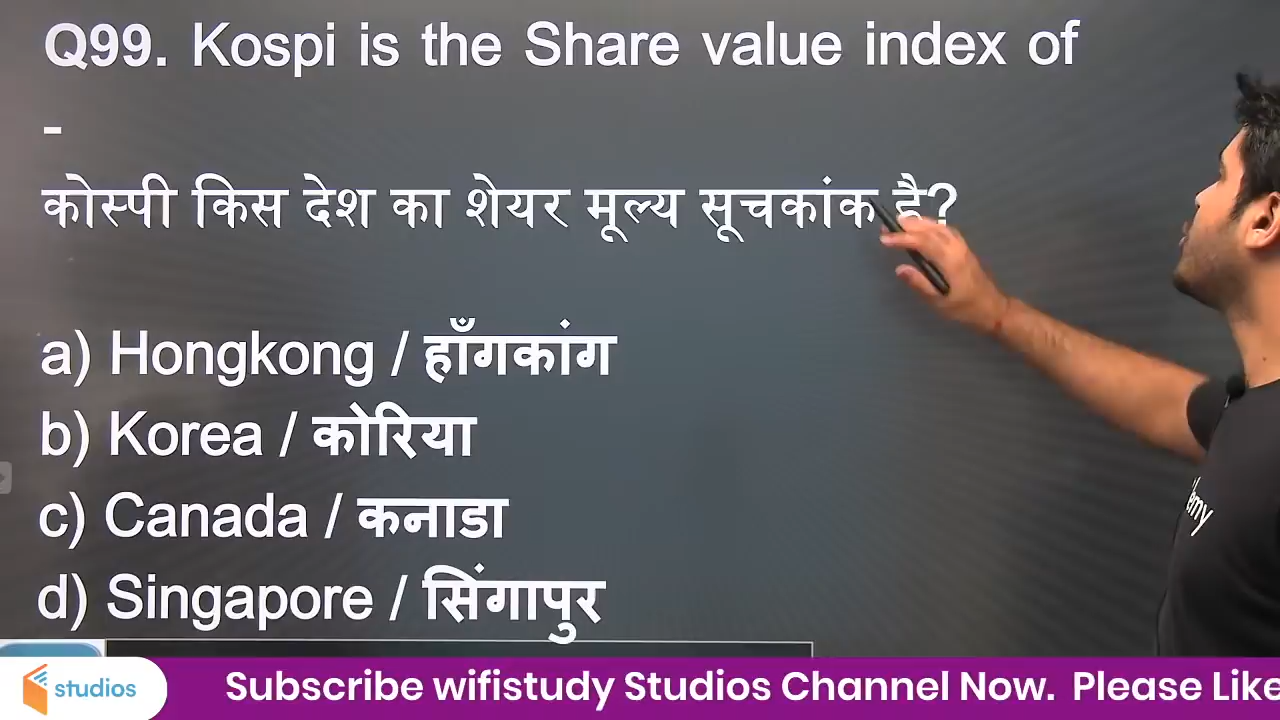 Q99. Kospi is the Share value index of
-
कोस्पी किस देश का शेयर मूल्य सूचकांक है?
a) Hongkong / हाँगकांग
b) Korea / कोरिया
c) Canada / कनाडा
d) Singapore / सिंगापुर
emy
studios
Subscribe wifistudy Studios Channel Now. Please Like